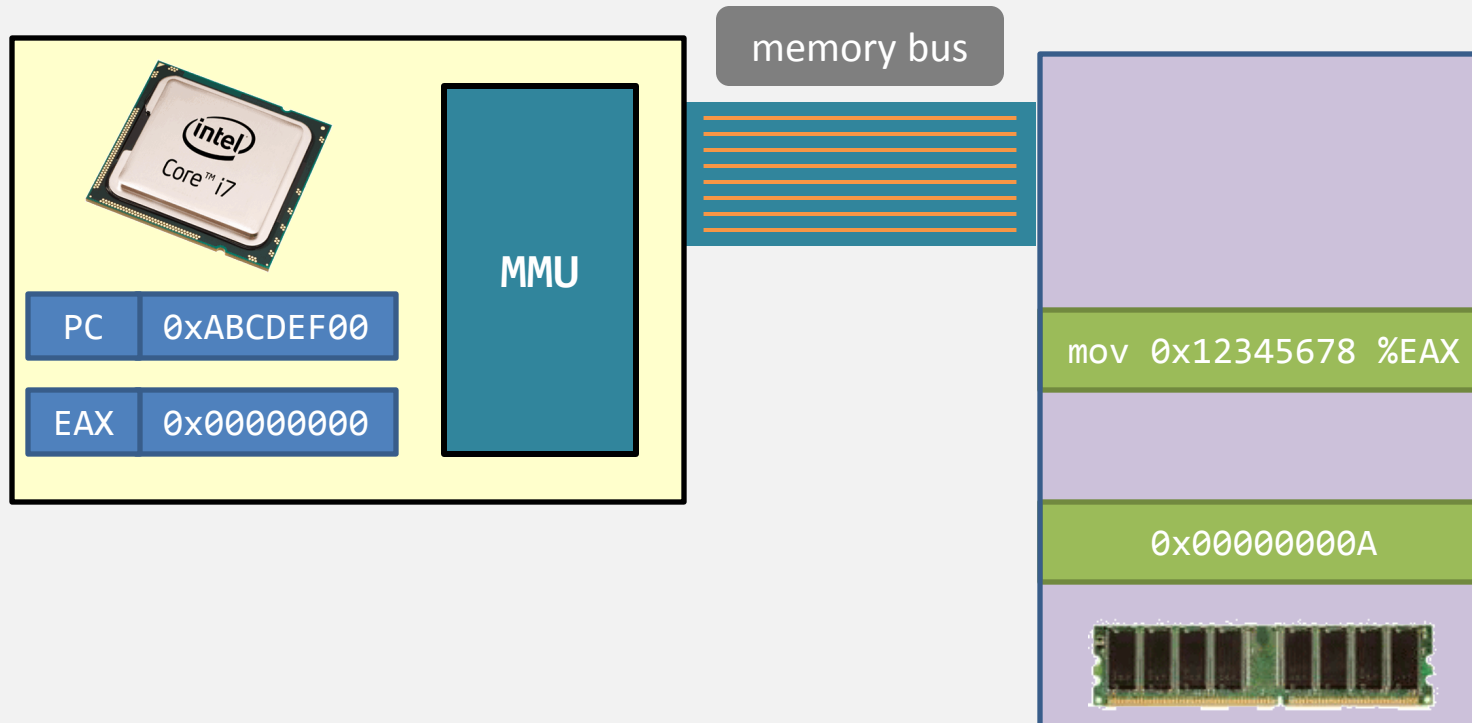 memory bus
intel
Core™ i7
MMU
PC 0xABCDEF00
EAX 0x00000000
mov 0x12345678 %EAX
0x00000000A